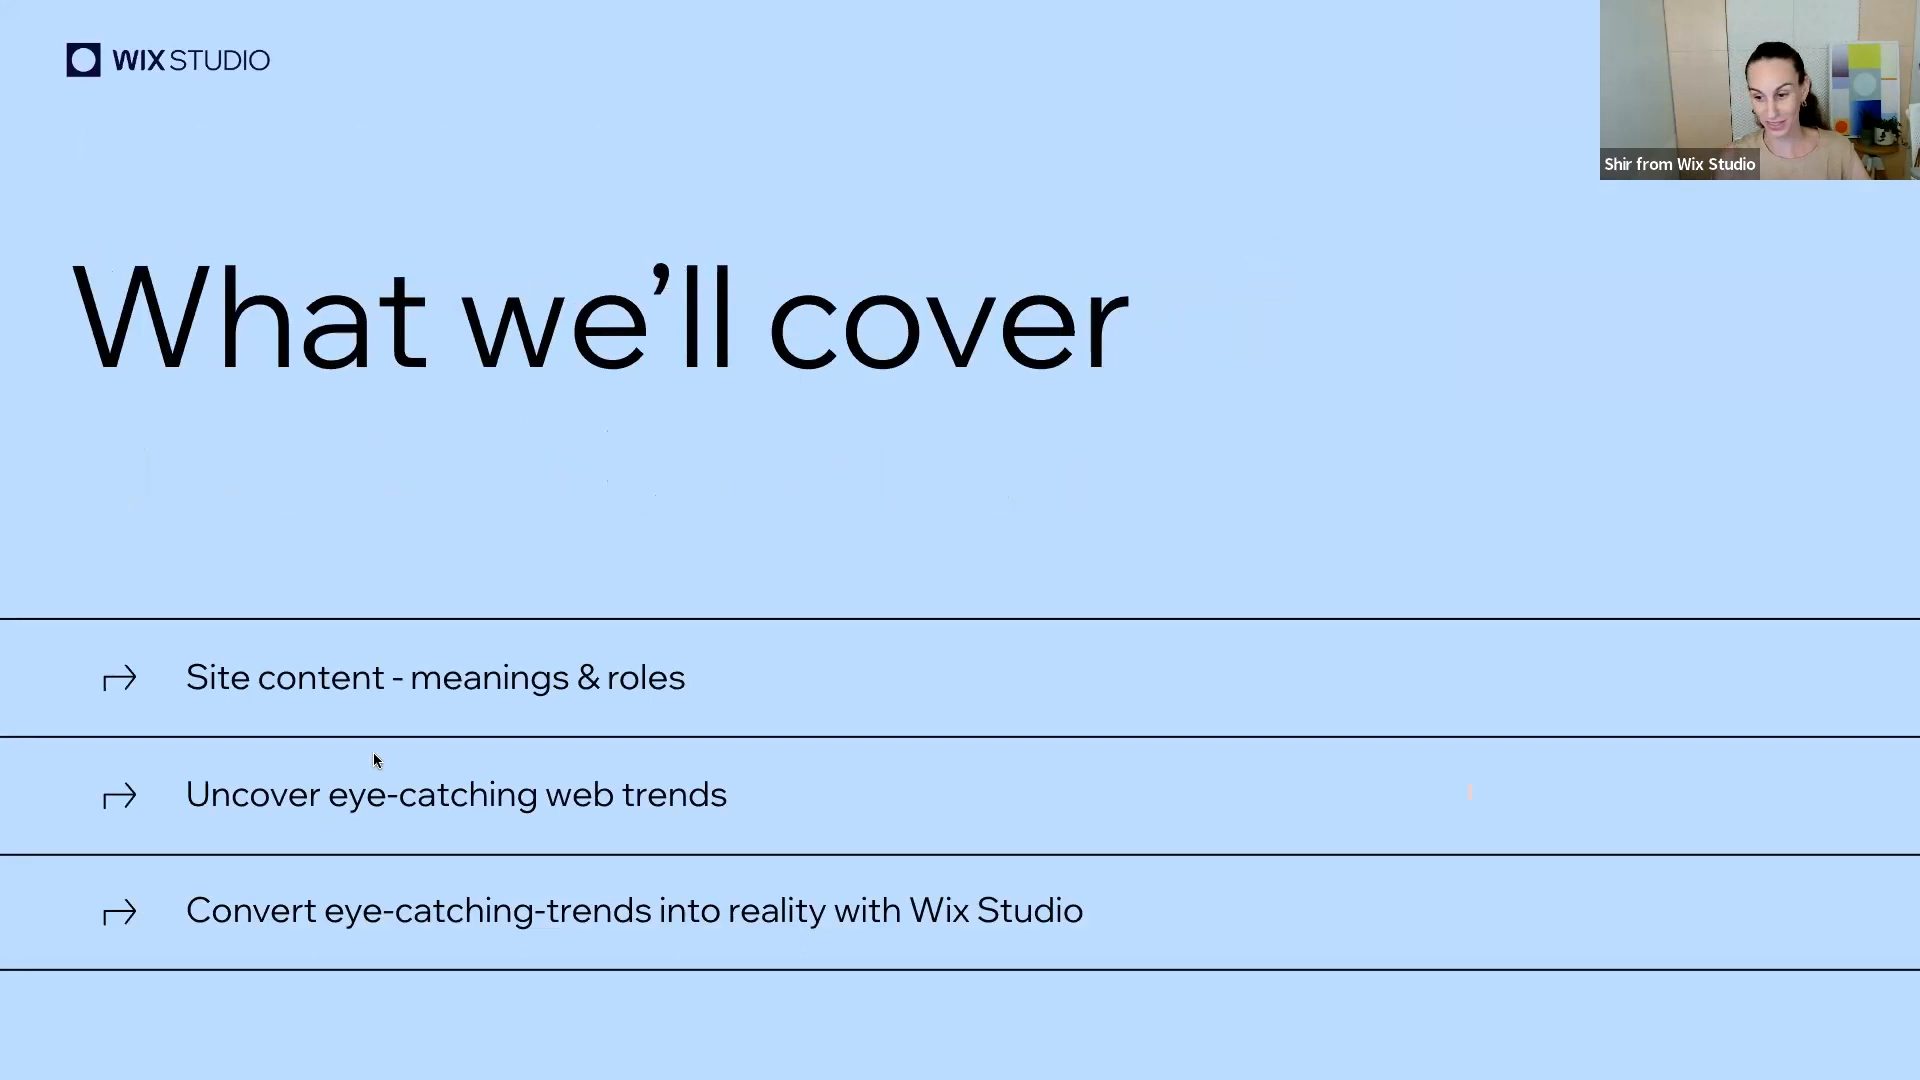 WIX STUDIO
Shir from Wix Studio
What we’ll cover
Site content - meanings & roles
Uncover eye-catching web trends
Convert eye-catching-trends into reality with Wix Studio